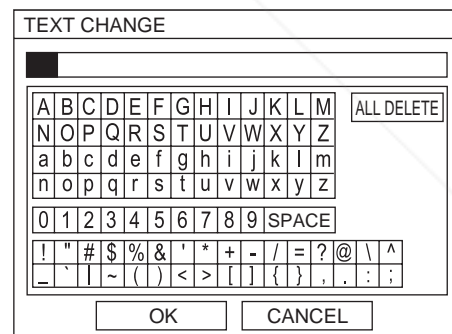 TEXT CHANGE
A B C D E F G H I J K L M ALL DELETE
N O P Q R S T U V W X Y Z
a b c d e f g h i j k l m
n o p q r s t u v w x y z
0 1 2 3 4 5 6 7 8 9 SPACE
! " # $ % & ' * + - / = ? @ \ ^
_ ` | ~ ( ) < > [ ] { } , . : ;
OK CANCEL